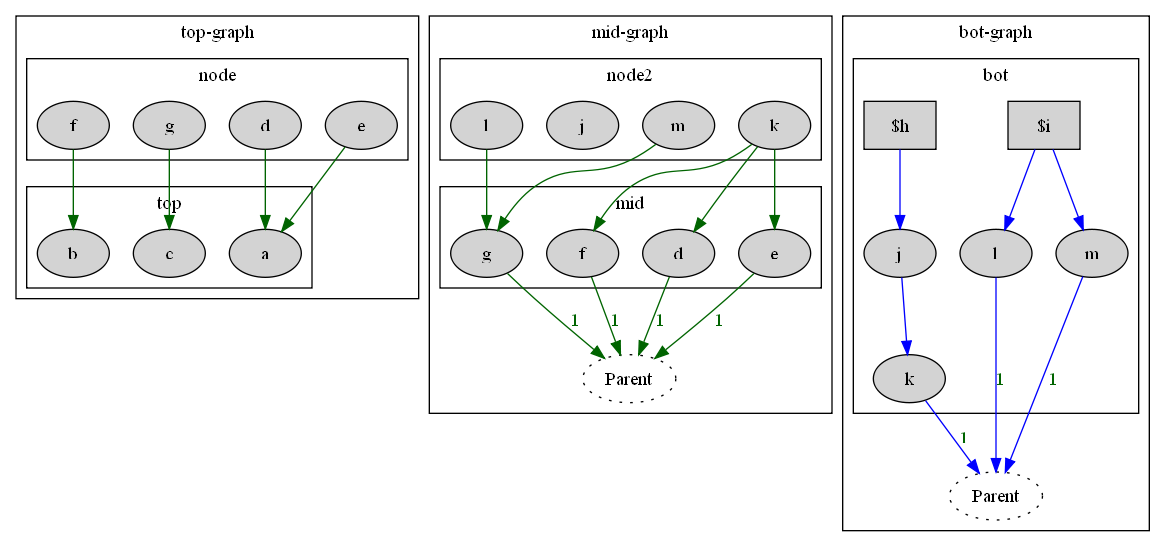 top-graph
node
f g d e
top
b c a
mid-graph
node2
l j m k
mid
g f d e
1 1 1 1
Parent
bot-graph
bot
$h $i
j l m
k 1 1
1
Parent